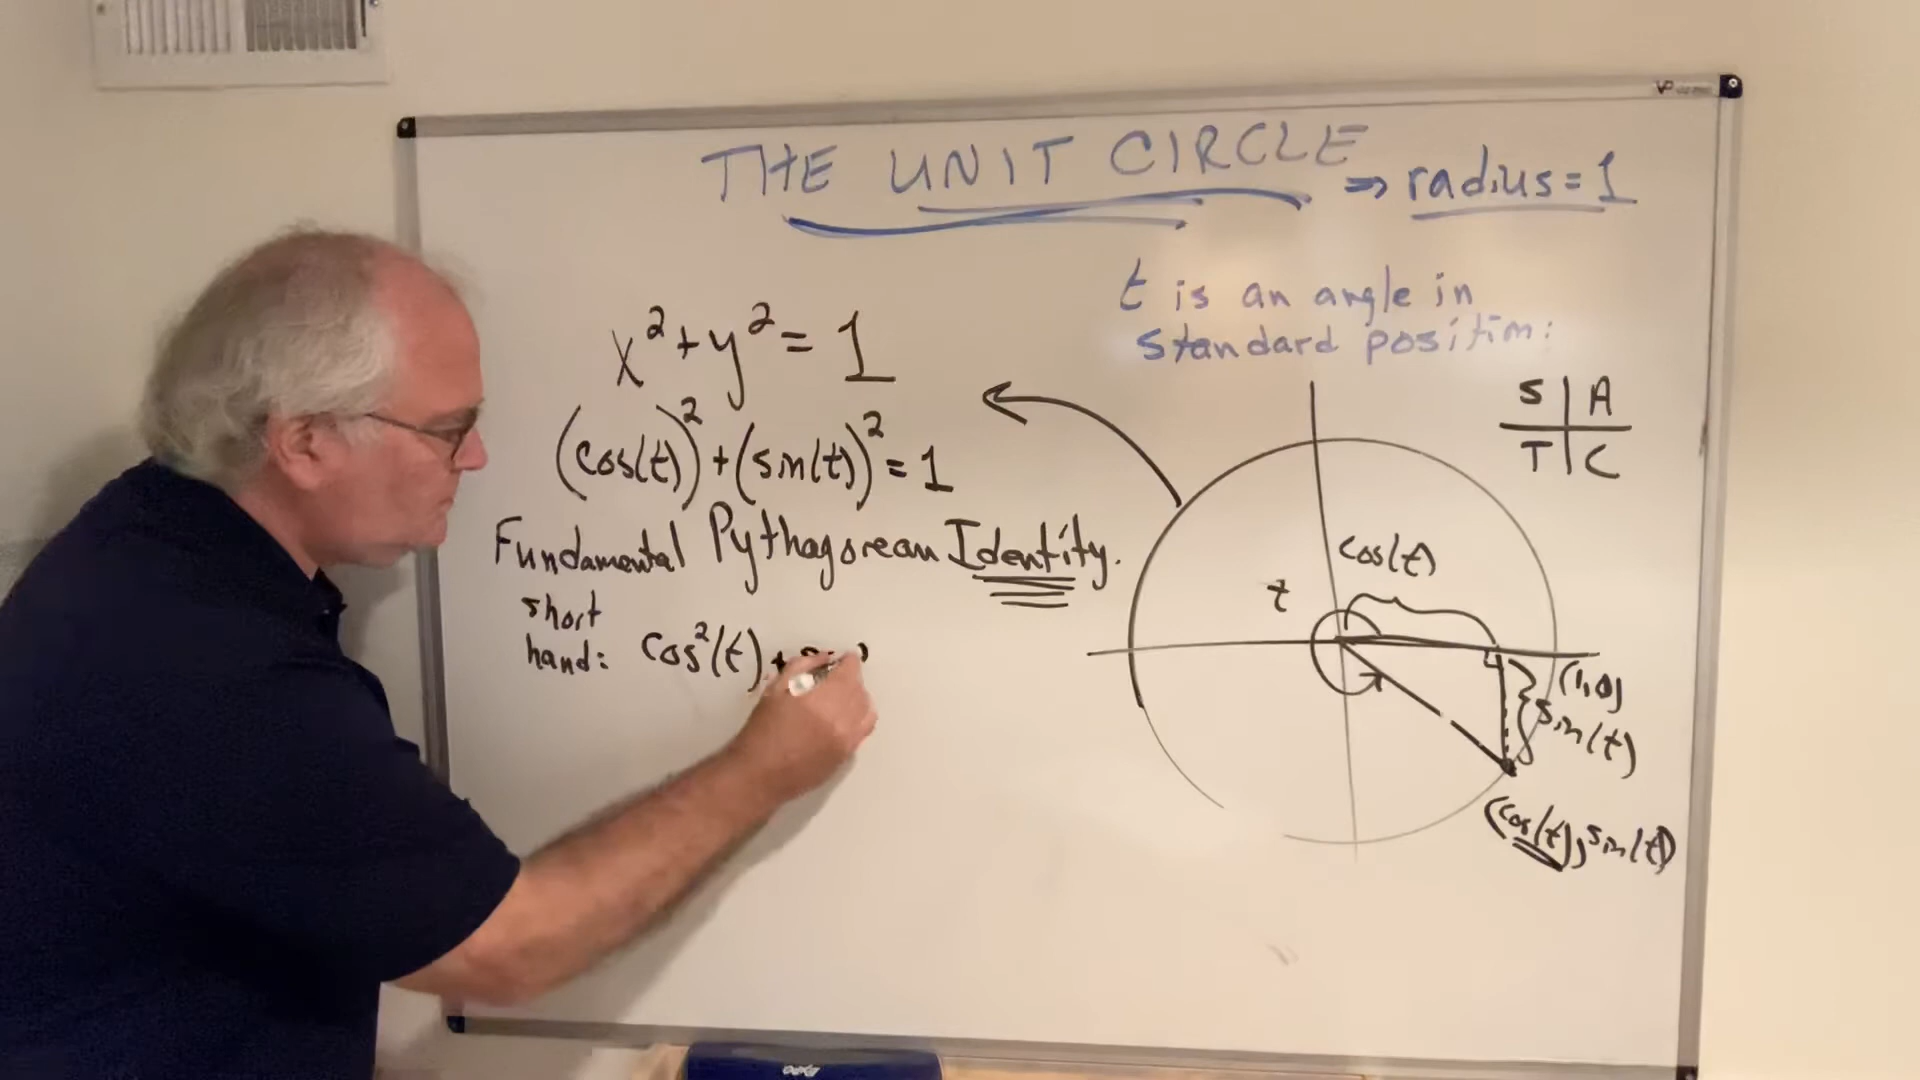 THE UNIT CIRCLE
⇒ radius = 1
t is an angle in
standard position:
x² + y² = 1
(cos(t))² + (sin(t))² = 1
Fundamental Pythagorean Identity.
short
hand: cos²(t) +
S A
T C
cos(t)
t
(1,0)
sin(t)
(cos(t), sin(t))